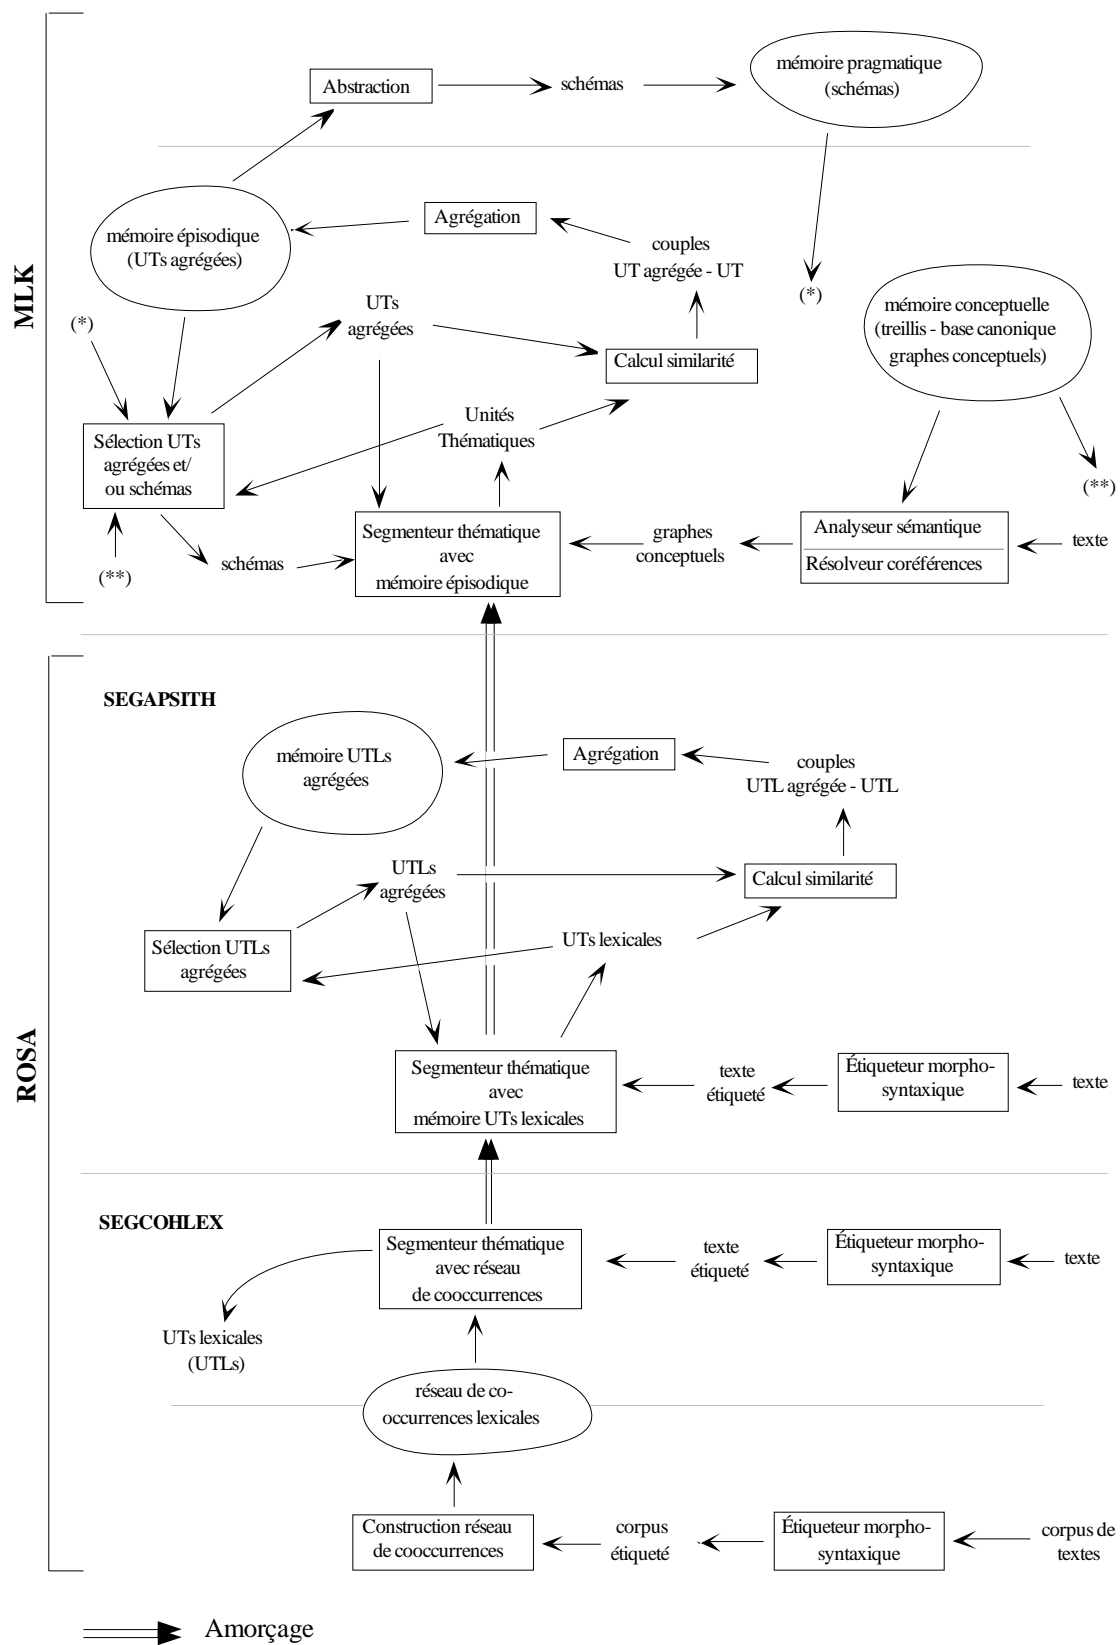 MLK
Abstraction
schémas
mémoire pragmatique
(schémas)
mémoire épisodique
(UTs agrégées)
Agrégation
couples
UT agrégée - UT
(*)
(*)
UTs
agrégées
Calcul similarité
mémoire conceptuelle
(treillis - base canonique
graphes conceptuels)
Sélection UTs
agrégées et/
ou schémas
Unités
Thématiques
(**)
(**)
schémas
Segmenteur thématique
avec
mémoire épisodique
graphes
conceptuels
Analyseur sémantique
Résolveur coréférences
texte
ROSA
SEGAPSITH
mémoire UTLs
agrégées
Agrégation
couples
UTL agrégée - UTL
UTLs
agrégées
Calcul similarité
Sélection UTLs
agrégées
UTs lexicales
Segmenteur thématique
avec
mémoire UTs lexicales
texte
étiqueté
Étiqueteur morpho-
syntaxique
texte
SEGCOHLEX
Segmenteur thématique
avec réseau
de cooccurrences
texte
étiqueté
Étiqueteur morpho-
syntaxique
texte
UTs lexicales
(UTLs)
réseau de co-
occurrences lexicales
Construction réseau
de cooccurrences
corpus
étiqueté
Étiqueteur morpho-
syntaxique
corpus de
textes
Amorçage